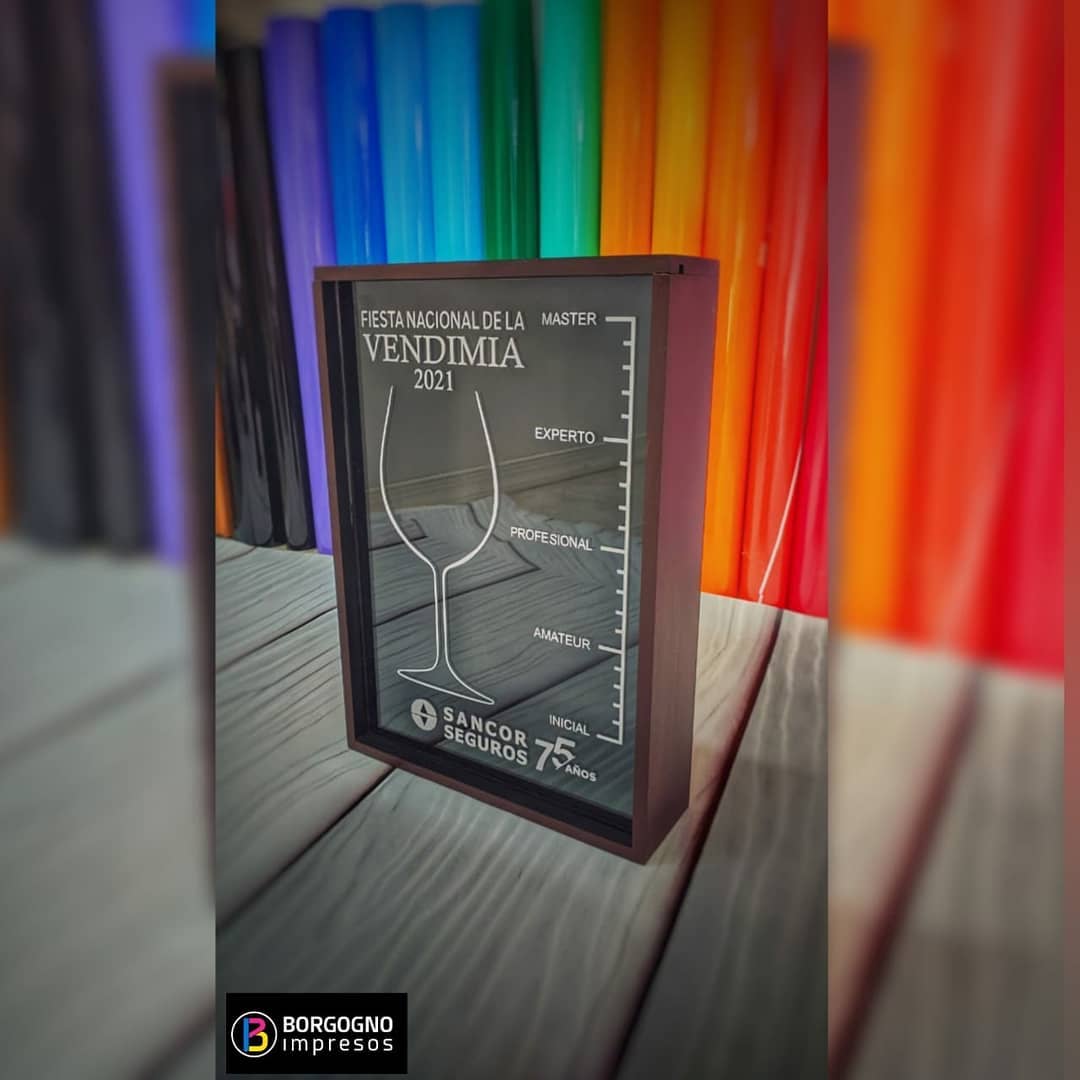 FIESTA NACIONAL DE LA
VENDIMIA
2021
MASTER
EXPERTO
PROFESIONAL
AMATEUR
INICIAL
SANCOR
SEGUROS
75
AÑOS
BORGOGNO
impresos